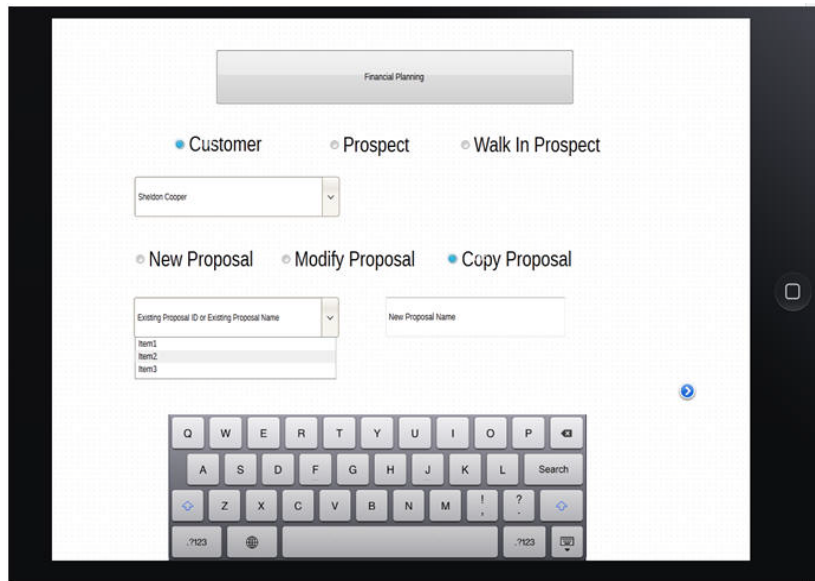 Financial Planning
Customer Prospect Walk In Prospect
Sheldon Cooper
New Proposal Modify Proposal Copy Proposal
Existing Proposal ID or Existing Proposal Name New Proposal Name
Item1
Item2
Item3
Q W E R T Y U I O P
A S D F G H J K L Search
Z X C V B N M ! , ? .
.?123 .?123